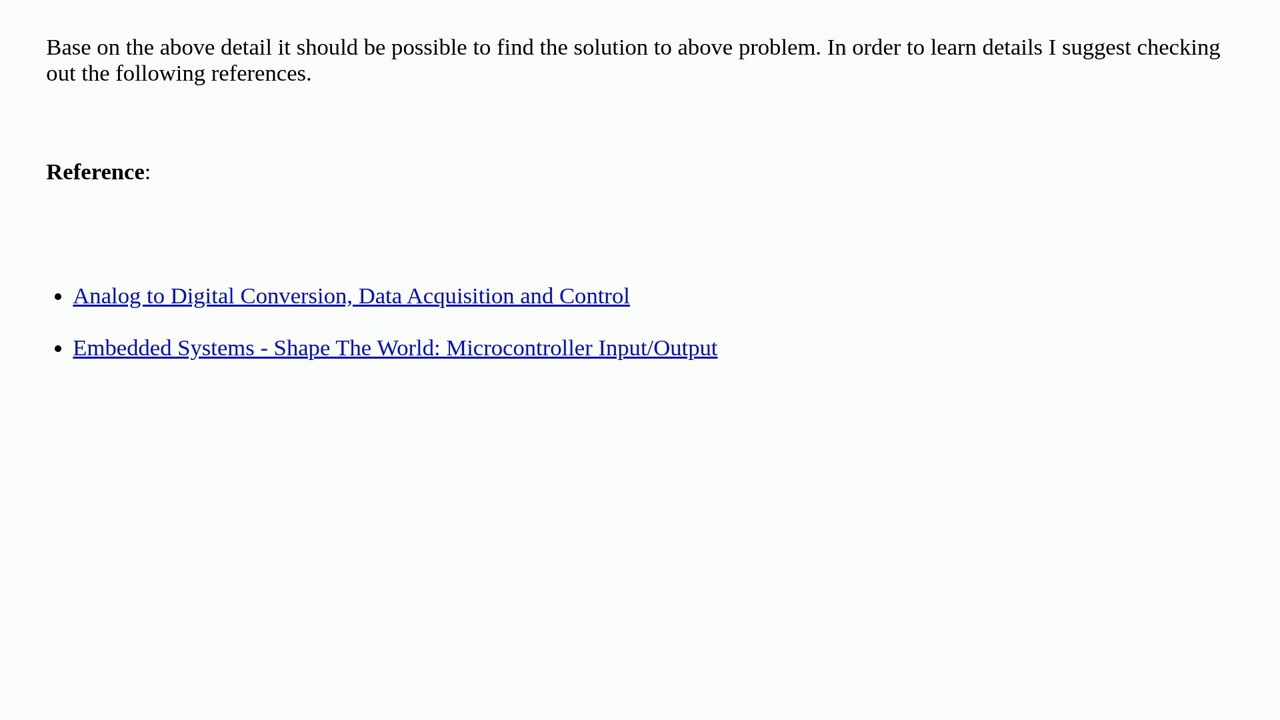 Base on the above detail it should be possible to find the solution to above problem. In order to learn details I suggest checking
out the following references.
Reference:
• Analog to Digital Conversion, Data Acquisition and Control
• Embedded Systems - Shape The World: Microcontroller Input/Output